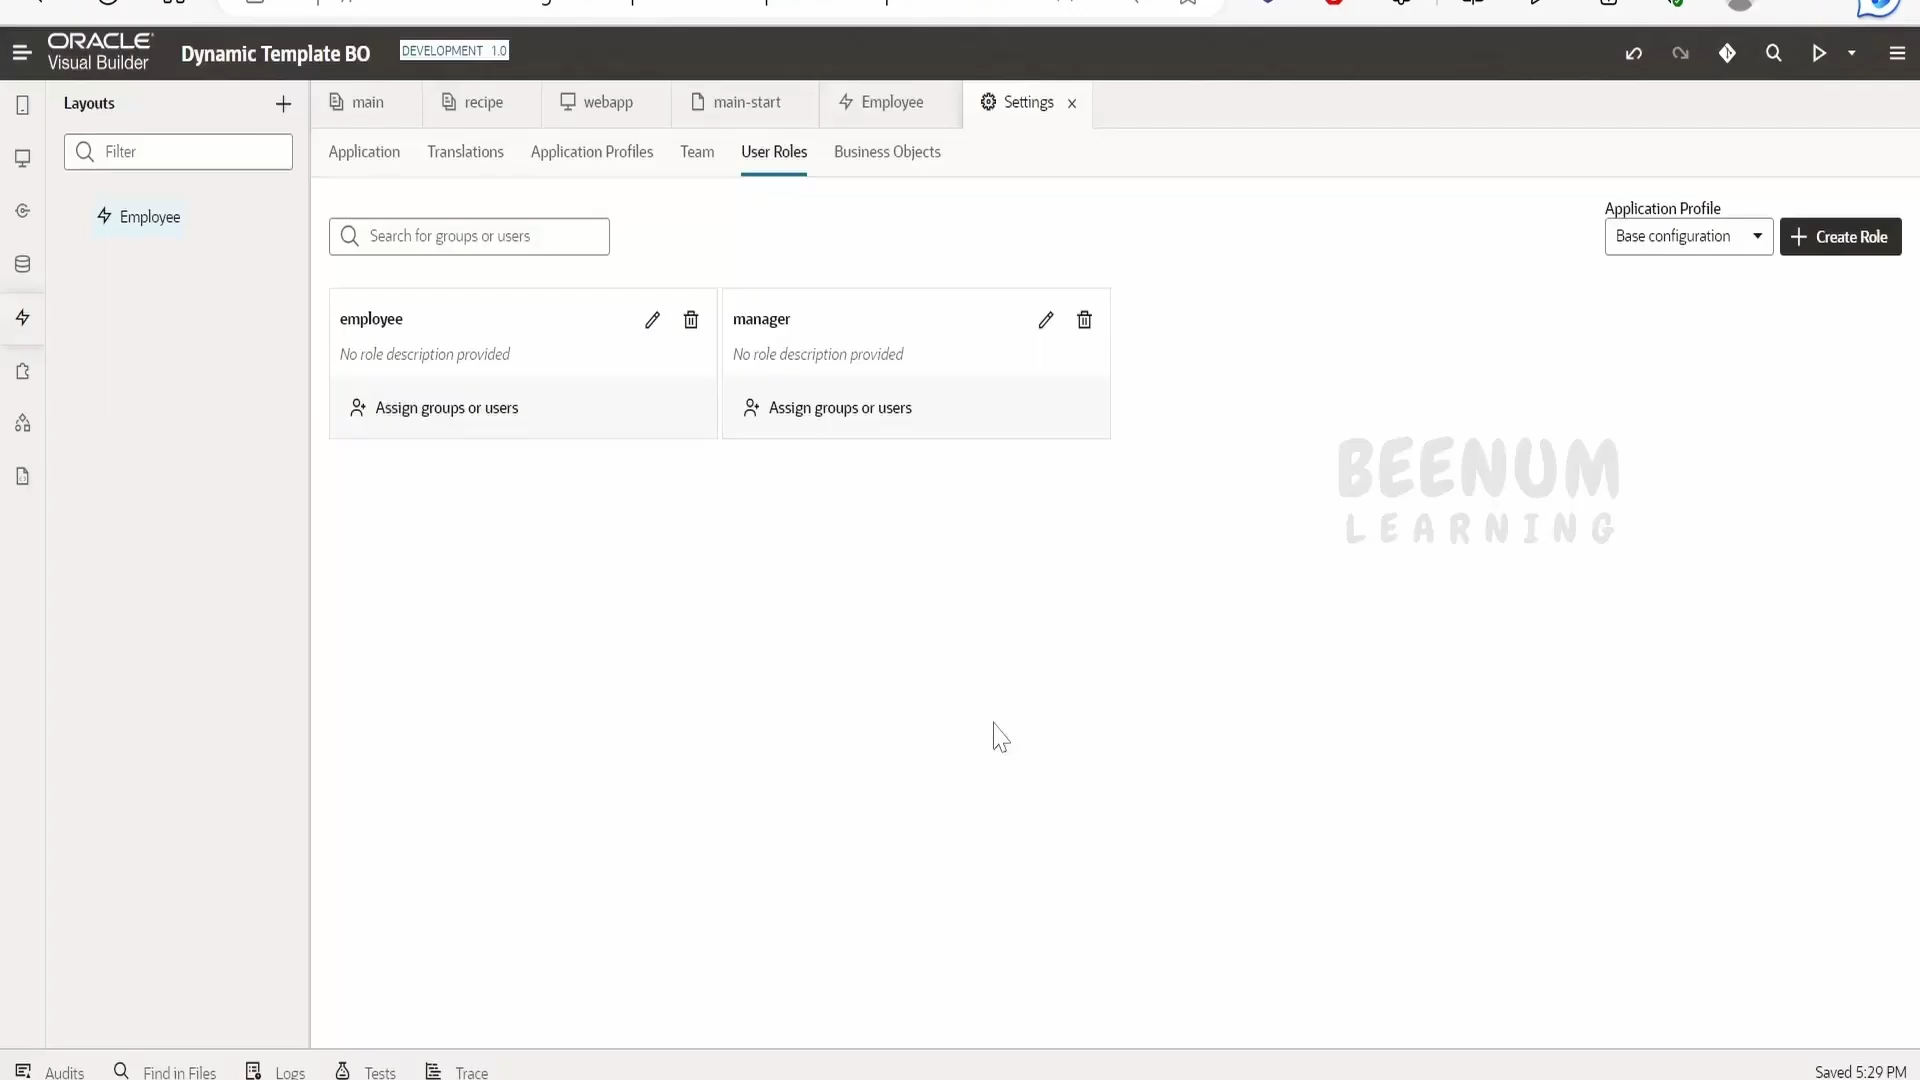 ORACLE
Visual Builder
Dynamic Template BO
DEVELOPMENT 1.0
Layouts
Filter
Employee
main
recipe
webapp
main-start
Employee
Settings
Application
Translations
Application Profiles
Team
User Roles
Business Objects
Search for groups or users
Application Profile
Base configuration
Create Role
employee
No role description provided
Assign groups or users
manager
No role description provided
Assign groups or users
BEENUM
LEARNING
Audits
Find in Files
Logs
Tests
Trace
Saved 5:29 PM